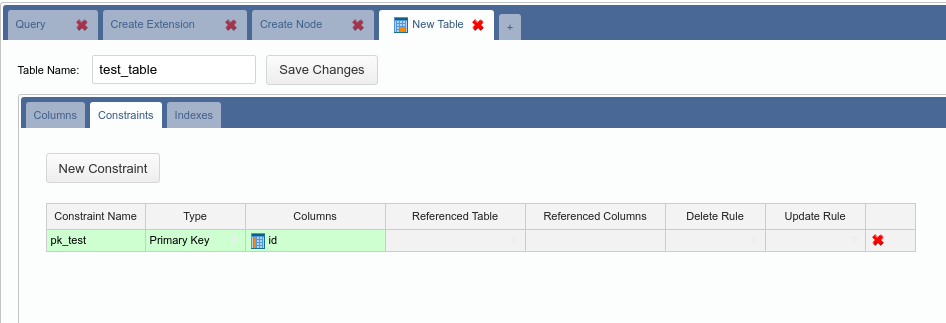 Query Create Extension Create Node New Table +
Table Name: test_table Save Changes
Columns Constraints Indexes
New Constraint
Constraint Name Type Columns Referenced Table Referenced Columns Delete Rule Update Rule
pk_test Primary Key id